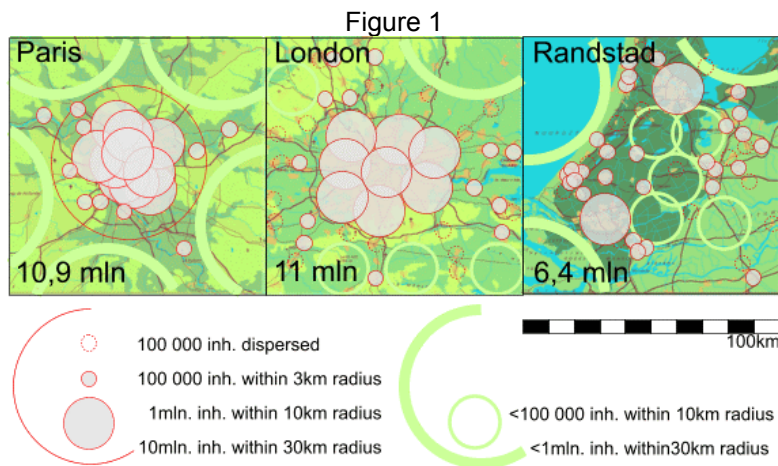 Figure 1
Paris
London
Randstad
10,9 mln
11 mln
6,4 mln
100km
100 000 inh. dispersed
100 000 inh. within 3km radius
1mln. inh. within 10km radius
10mln. inh. within 30km radius
<100 000 inh. within 10km radius
<1mln. inh. within30km radius